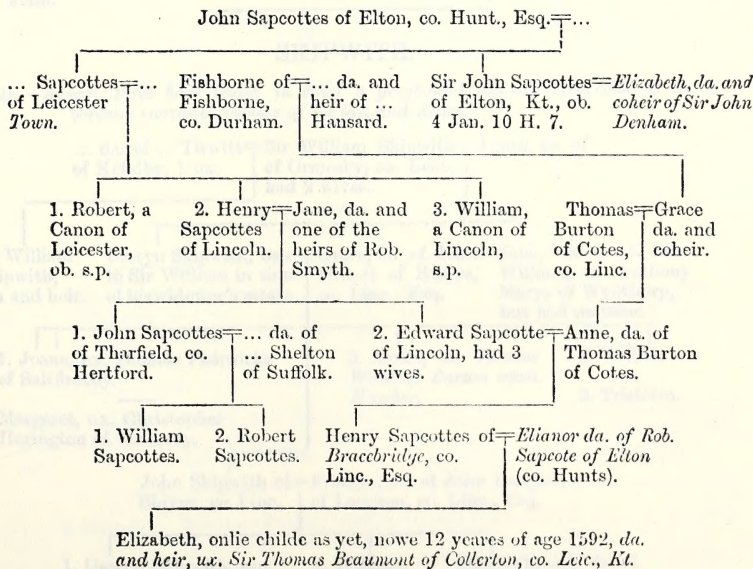 John Sapcottes of Elton, co. Hunt., Esq.=...
... Sapcottes=...
of Leicester
Town.
Fishborne of=... da. and
Fishborne, heir of ...
co. Durham. Hansard.
Sir John Sapcottes=Elizabeth, da. and
of Elton, Kt., ob. coheir of Sir John
4 Jan. 10 H. 7. Denham.
1. Robert, a
Canon of
Leicester,
ob. s.p.
2. Henry=Jane, da. and
Sapcottes one of the
of Lincoln. heirs of Rob.
Smyth.
3. William,
a Canon of
Lincoln,
s.p.
Thomas=Grace
Burton da. and
of Cotes, coheir.
co. Linc.
1. John Sapcottes=... da. of
of Tharfield, co. ... Shelton
Hertford. of Suffolk.
2. Edward Sapcotte=Anne, da. of
of Lincoln, had 3 Thomas Burton
wives. of Cotes.
1. William
Sapcottes.
2. Robert
Sapcottes.
Henry Sapcottes of=Elianor da. of Rob.
Bracebridge, co. Sapcote of Elton
Linc., Esq. (co. Hunts).
Elizabeth, onlie childe as yet, nowe 12 yeares of age 1592, da.
and heir, ux. Sir Thomas Beaumont of Collerton, co. Leic., Kt.